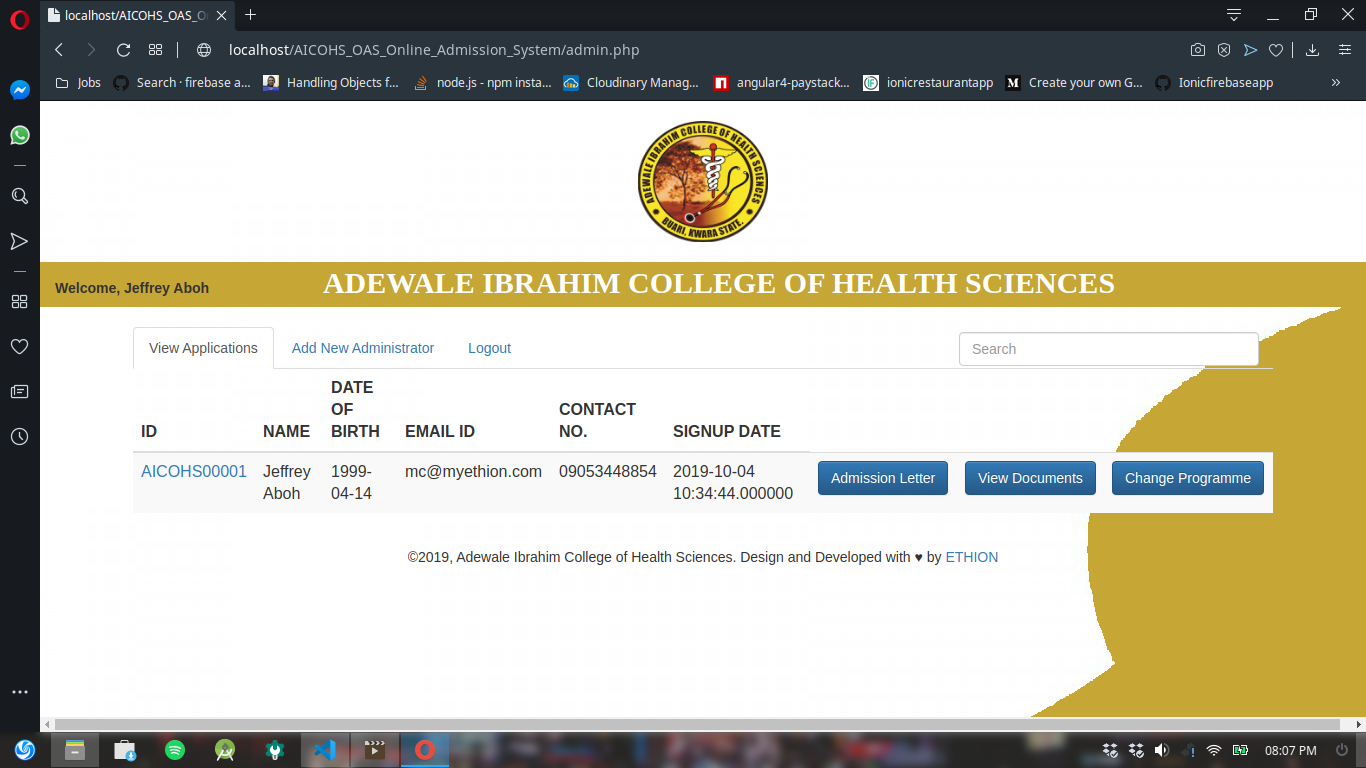 localhost/AICOHS_OAS_O
localhost/AICOHS_OAS_Online_Admission_System/admin.php
Jobs
Search · firebase a...
Handling Objects f...
node.js - npm insta...
Cloudinary Manag...
angular4-paystack...
ionicrestaurantapp
Create your own G...
Ionicfirebaseapp
ADEWALE IBRAHIM COLLEGE OF HEALTH SCIENCES
BUARI, KWARA STATE.
Welcome, Jeffrey Aboh
ADEWALE IBRAHIM COLLEGE OF HEALTH SCIENCES
View Applications
Add New Administrator
Logout
Search
ID
NAME
DATE
OF
BIRTH
EMAIL ID
CONTACT
NO.
SIGNUP DATE
AICOHS00001
Jeffrey
Aboh
1999-
04-14
mc@myethion.com
09053448854
2019-10-04
10:34:44.000000
Admission Letter
View Documents
Change Programme
©2019, Adewale Ibrahim College of Health Sciences. Design and Developed with ♥ by ETHION
08:07 PM